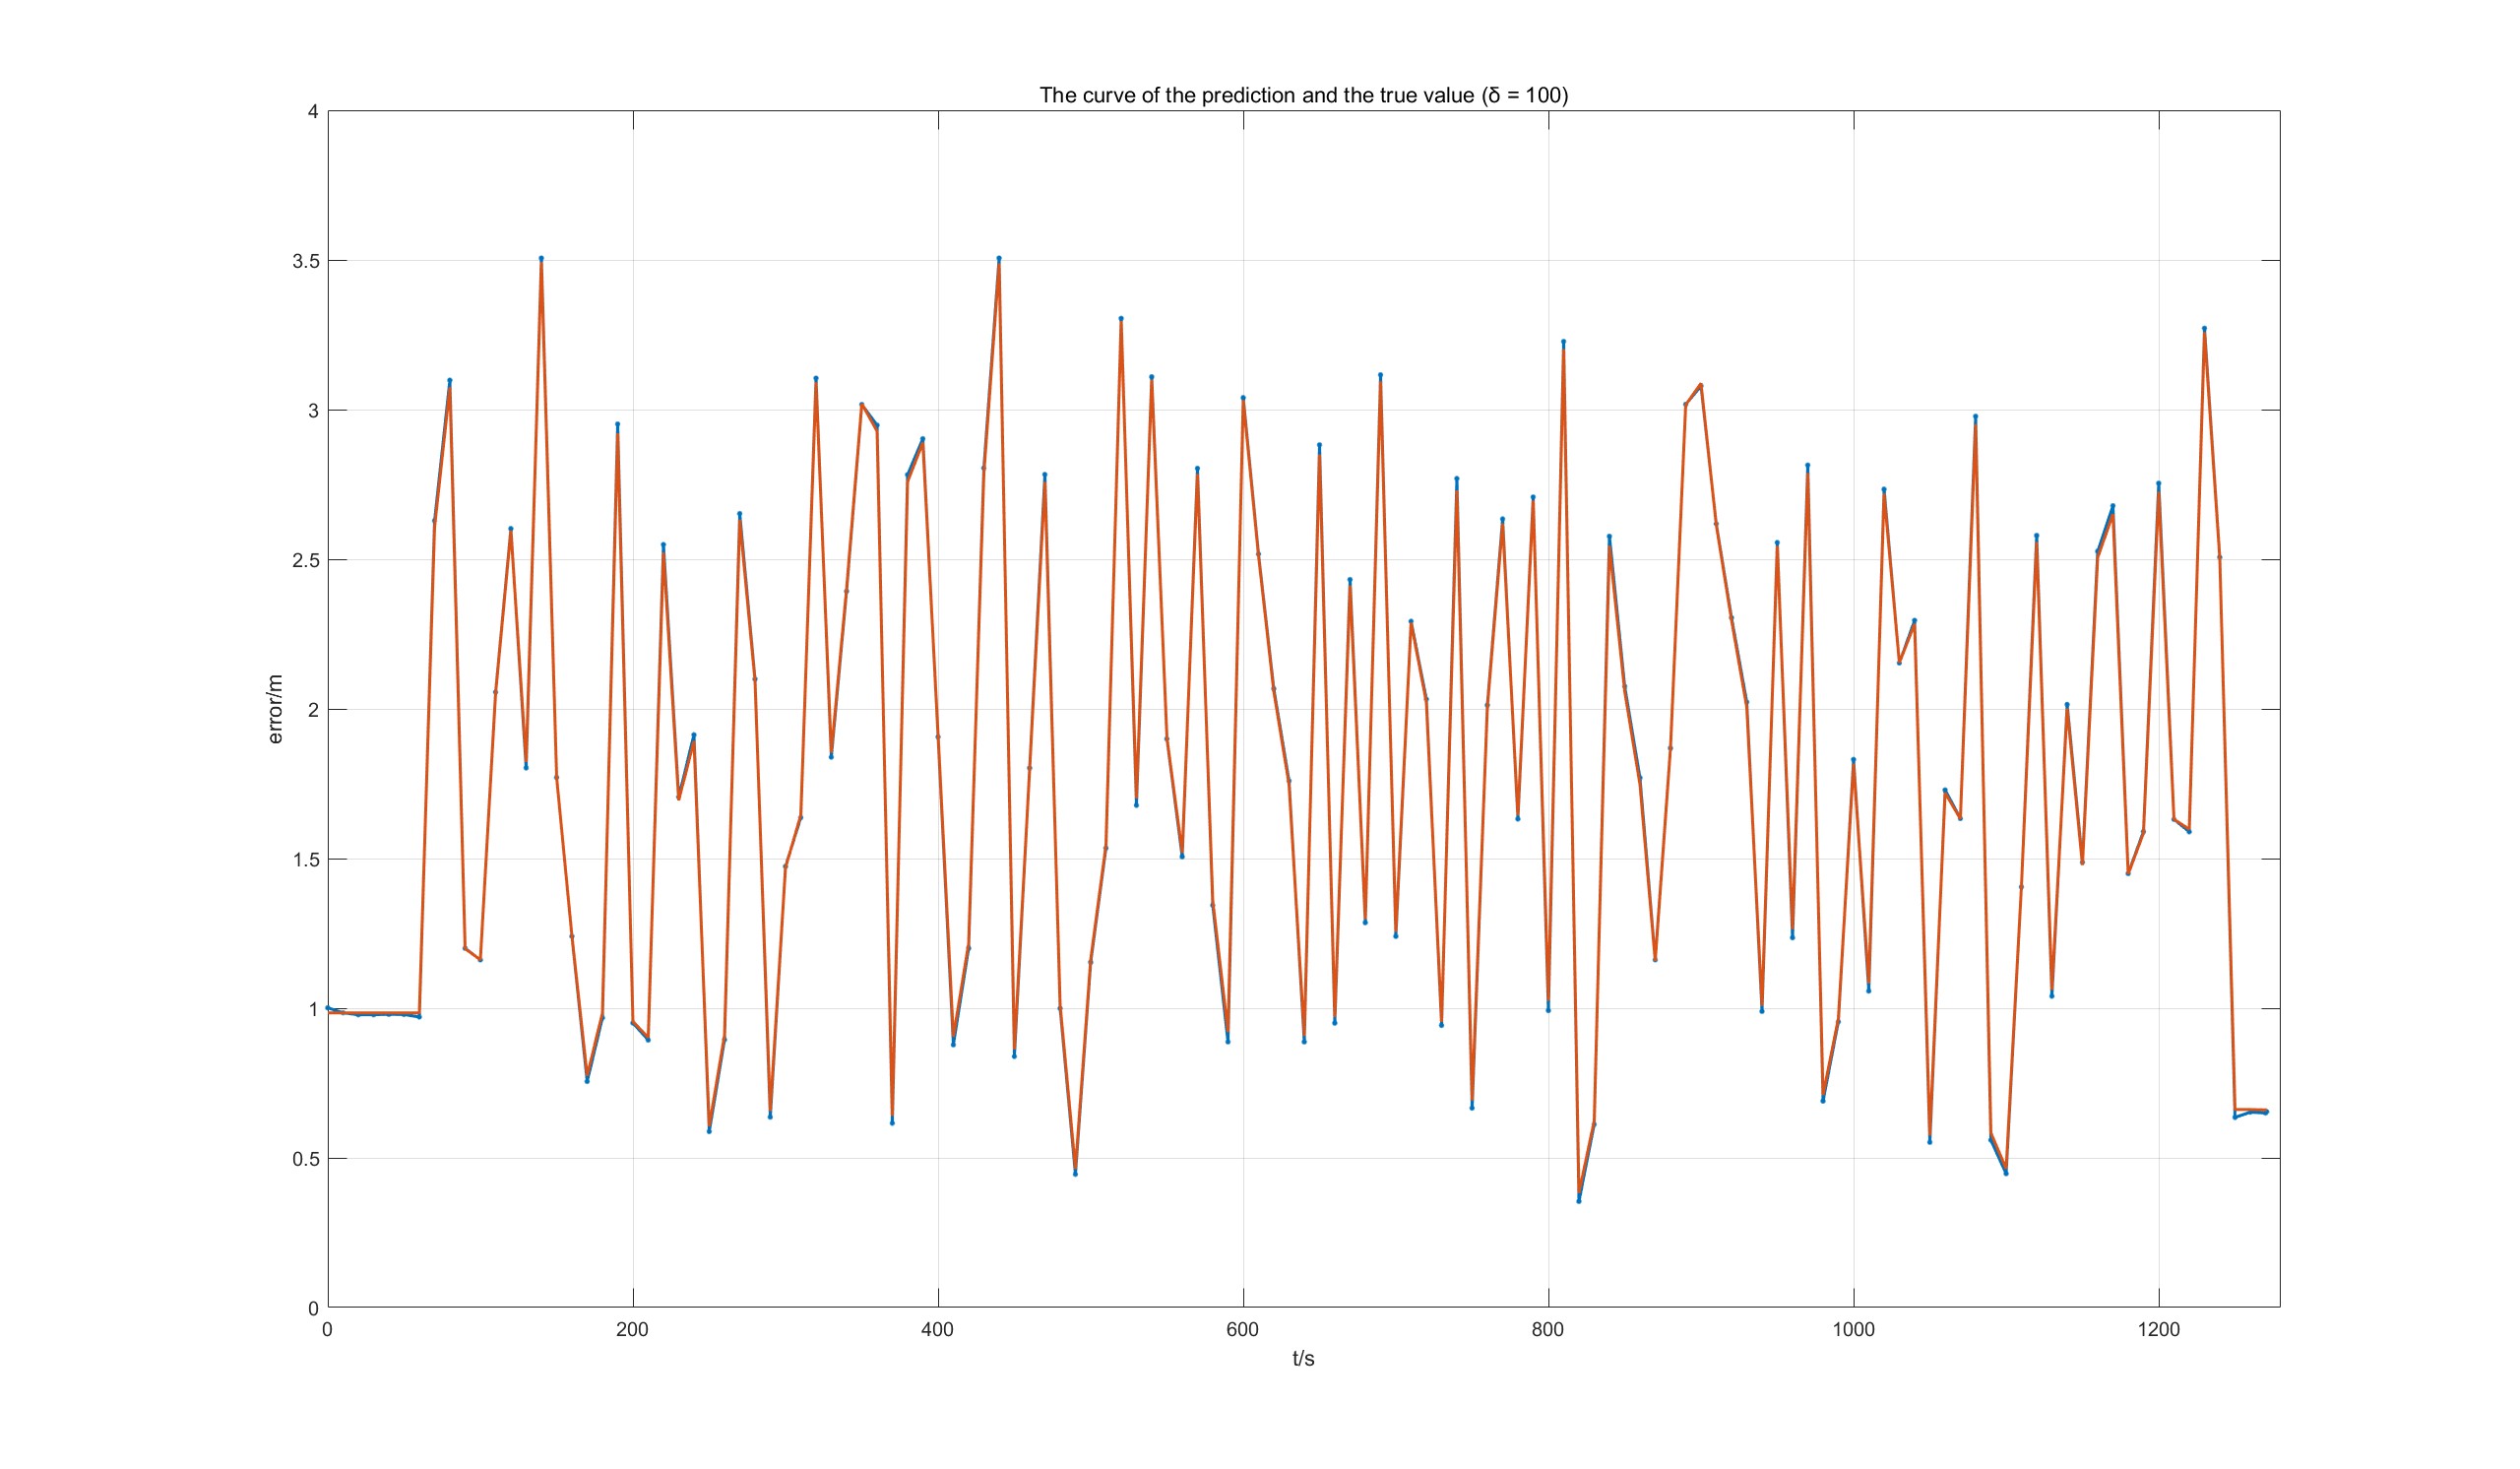 The curve of the prediction and the true value (δ = 100)
4
3.5
3
2.5
2
1.5
1
0.5
0
error/m
0 200 400 600 800 1000 1200
t/s